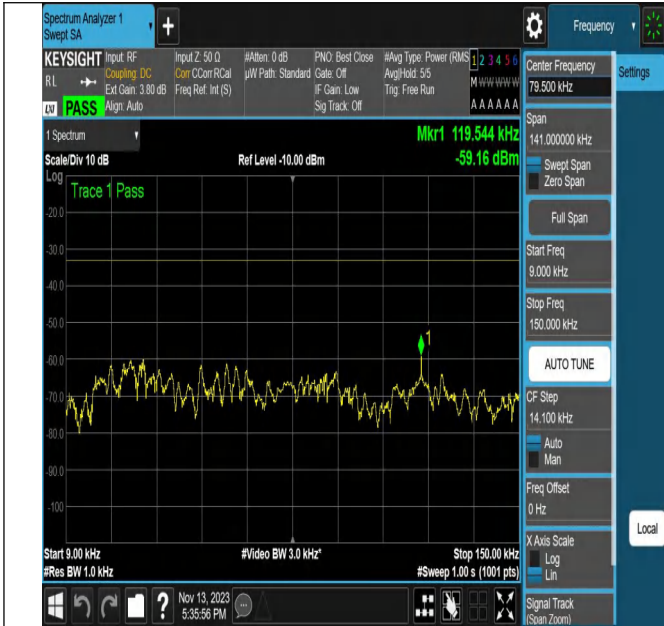 Spectrum Analyzer 1
Swept SA
Frequency
KEYSIGHT
RL
LXI
PASS
Input: RF
Coupling: DC
Ext Gain: 3.80 dB
Align: Auto
Input Z: 50 Ω
Corr CCorr RCal
Freq Ref: Int (S)
#Atten: 0 dB
µW Path: Standard
PNO: Best Close
Gate: Off
IF Gain: Low
Sig Track: Off
#Avg Type: Power (RMS)
Avg|Hold: 5/5
Trig: Free Run
1 2 3 4 5 6
M W W W W W
A A A A A A
Center Frequency
79.500 kHz
Settings
1 Spectrum
Mkr1 119.544 kHz
Scale/Div 10 dB
Ref Level -10.00 dBm
-59.16 dBm
Log
Trace 1 Pass
-20.0
-30.0
-40.0
-50.0
-60.0
-70.0
-80.0
-90.0
-100
1
Start 9.00 kHz
#Video BW 3.0 kHz*
Stop 150.00 kHz
#Res BW 1.0 kHz
#Sweep 1.00 s (1001 pts)
Span
141.000000 kHz
Swept Span
Zero Span
Full Span
Start Freq
9.000 kHz
Stop Freq
150.000 kHz
AUTO TUNE
CF Step
14.100 kHz
Auto
Man
Freq Offset
0 Hz
X Axis Scale
Log
Lin
Signal Track
(Span Zoom)
Local
?
Nov 13, 2023
5:35:56 PM